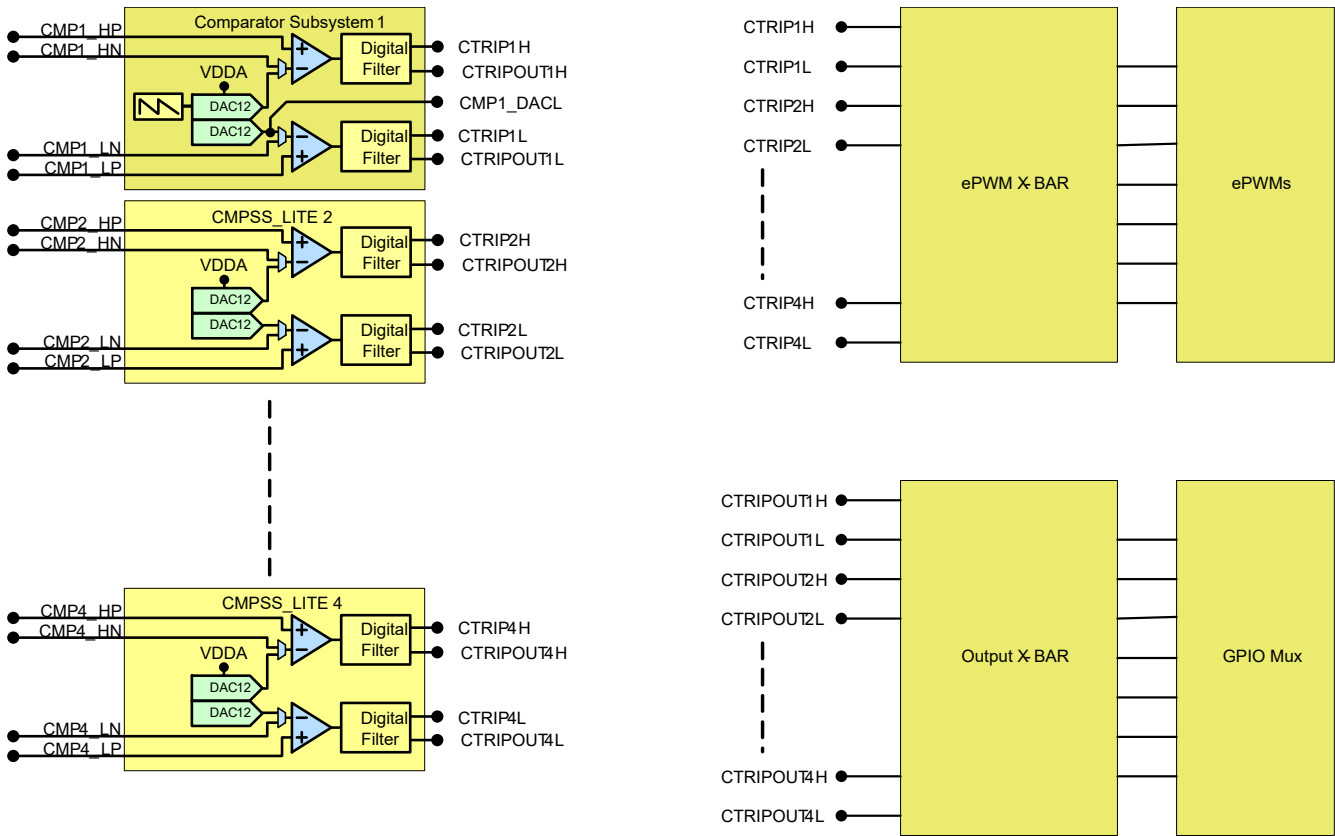 Comparator Subsystem 1
CMP1_HP
CMP1_HN
VDDA
DAC12
DAC12
Digital
Filter
CTRIP1H
CTRIPOUT1H
CMP1_DACL
CMP1_LN
CMP1_LP
Digital
Filter
CTRIP1L
CTRIPOUT1L
CMPSS_LITE 2
CMP2_HP
CMP2_HN
VDDA
DAC12
DAC12
Digital
Filter
CTRIP2H
CTRIPOUT2H
CMP2_LN
CMP2_LP
Digital
Filter
CTRIP2L
CTRIPOUT2L
CMPSS_LITE 4
CMP4_HP
CMP4_HN
VDDA
DAC12
DAC12
Digital
Filter
CTRIP4H
CTRIPOUT4H
CMP4_LN
CMP4_LP
Digital
Filter
CTRIP4L
CTRIPOUT4L
CTRIP1H
CTRIP1L
CTRIP2H
CTRIP2L
CTRIP4H
CTRIP4L
ePWM X-BAR
ePWMs
CTRIPOUT1H
CTRIPOUT1L
CTRIPOUT2H
CTRIPOUT2L
CTRIPOUT4H
CTRIPOUT4L
Output X-BAR
GPIO Mux